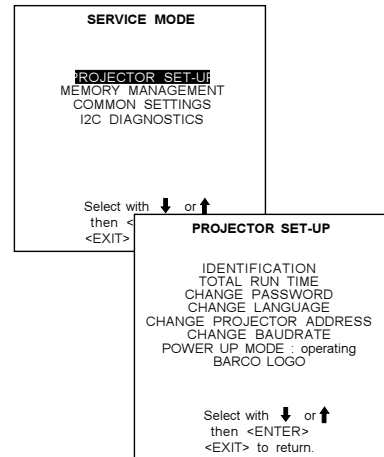 SERVICE MODE
PROJECTOR SET-UP
MEMORY MANAGEMENT
COMMON SETTINGS
I2C DIAGNOSTICS
Select with ⬇ or ⬆
then <
<EXIT>
PROJECTOR SET-UP
IDENTIFICATION
TOTAL RUN TIME
CHANGE PASSWORD
CHANGE LANGUAGE
CHANGE PROJECTOR ADDRESS
CHANGE BAUDRATE
POWER UP MODE : operating
BARCO LOGO
Select with ⬇ or ⬆
then <ENTER>
<EXIT> to return.